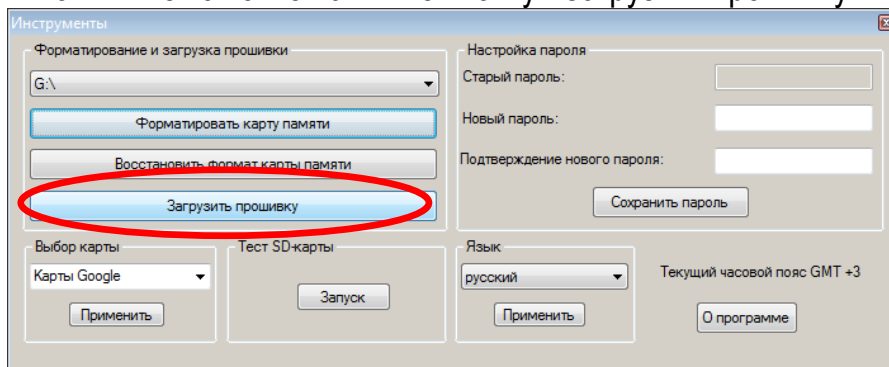 Инструменты
Форматирование и загрузка прошивки
G:\
Форматировать карту памяти
Восстановить формат карты памяти
Загрузить прошивку
Настройка пароля
Старый пароль:
Новый пароль:
Подтверждение нового пароля:
Сохранить пароль
Выбор карты
Карты Google
Применить
Тест SD-карты
Запуск
Язык
русский
Применить
Текущий часовой пояс GMT +3
О программе